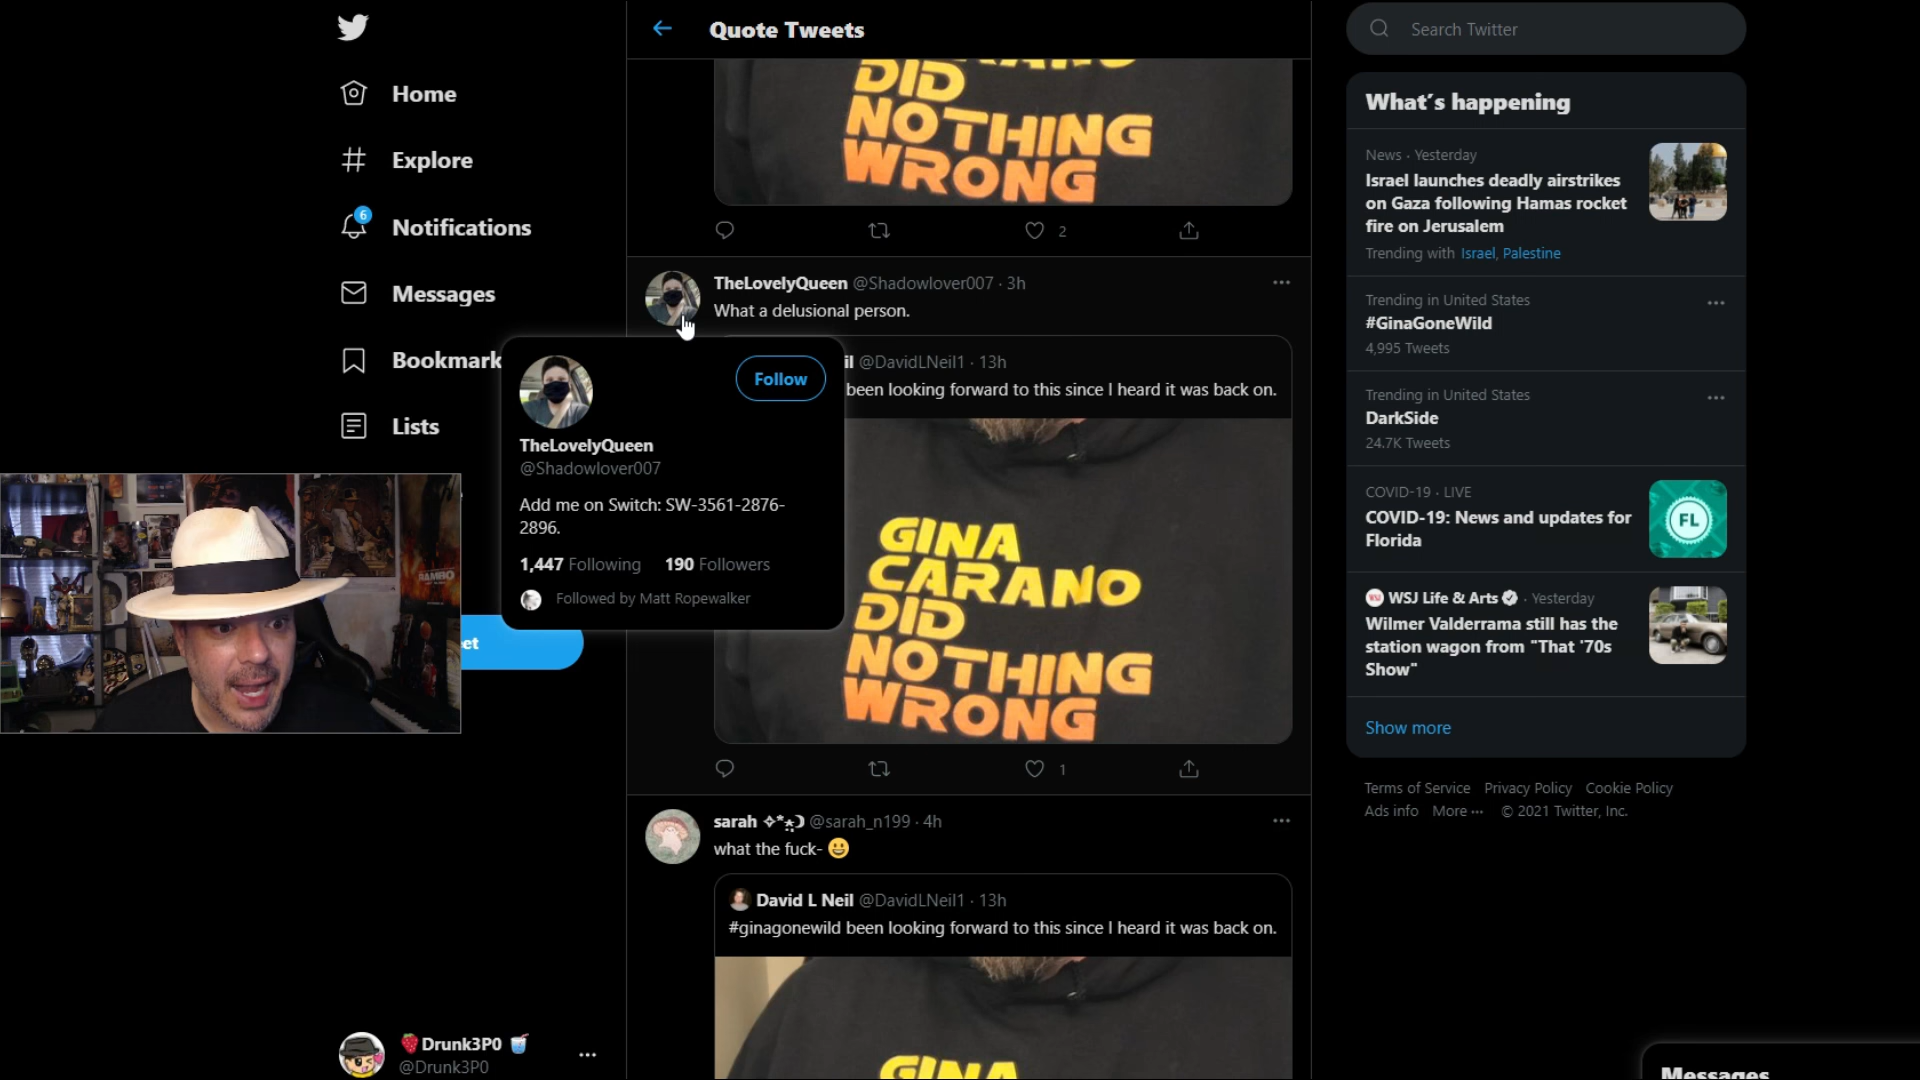 Home
Explore
6
Notifications
Messages
Bookmark
Lists
et
Drunk3P0
@Drunk3P0
RAMBO
Quote Tweets
DID
NOTHING
WRONG
2
TheLovelyQueen @Shadowlover007 · 3h
What a delusional person.
il @DavidLNeil1 · 13h
been looking forward to this since I heard it was back on.
Follow
TheLovelyQueen
@Shadowlover007
Add me on Switch: SW-3561-2876-
2896.
1,447 Following 190 Followers
Followed by Matt Ropewalker
GINA
CARANO
DID
NOTHING
WRONG
1
sarah @sarah_n199 · 4h
what the fuck- 😀
David L Neil @DavidLNeil1 · 13h
#ginagonewild been looking forward to this since I heard it was back on.
GINA
Search Twitter
What's happening
News · Yesterday
Israel launches deadly airstrikes
on Gaza following Hamas rocket
fire on Jerusalem
Trending with Israel, Palestine
Trending in United States
#GinaGoneWild
4,995 Tweets
Trending in United States
DarkSide
24.7K Tweets
COVID-19 · LIVE
COVID-19: News and updates for
Florida
FL
WSJ Life & Arts · Yesterday
Wilmer Valderrama still has the
station wagon from "That '70s
Show"
Show more
Terms of Service Privacy Policy Cookie Policy
Ads info More ··· © 2021 Twitter, Inc.
Messages